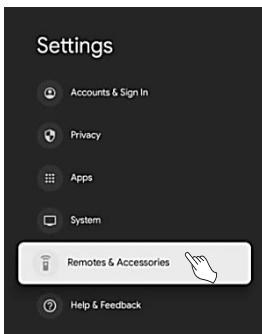 Settings
Accounts & Sign In
Privacy
Apps
System
Remotes & Accessories
Help & Feedback